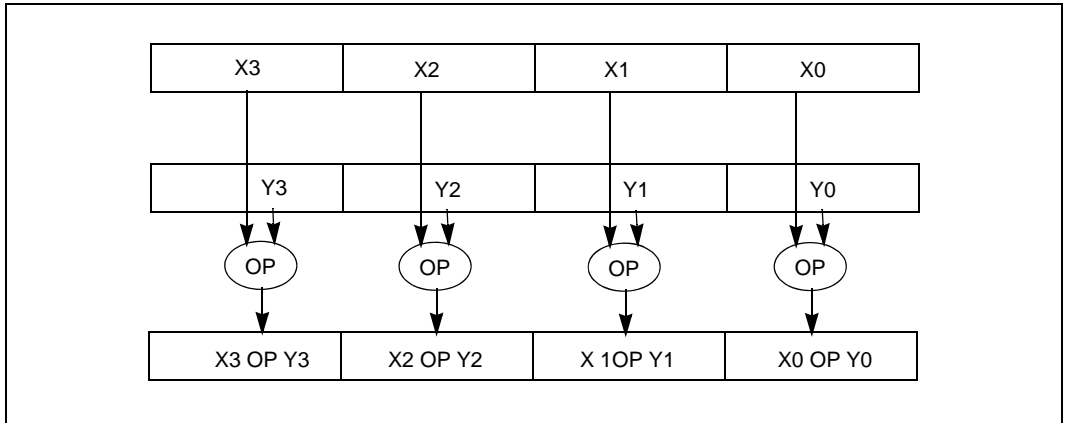 X3 X2 X1 X0
Y3 Y2 Y1 Y0
OP OP OP OP
X3 OP Y3 X2 OP Y2 X 1OP Y1 X0 OP Y0